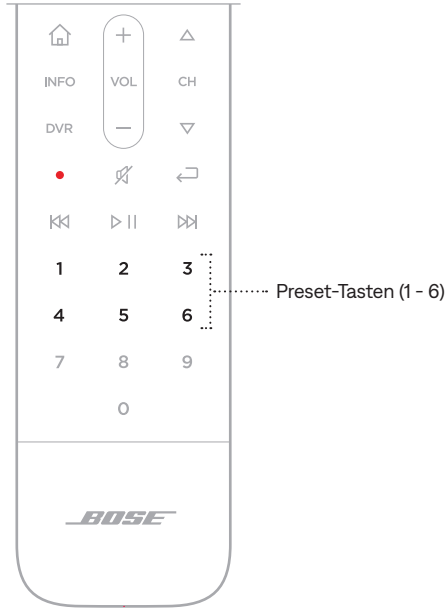 INFO VOL CH
DVR
1 2 3
Preset-Tasten (1 - 6)
4 5 6
7 8 9
0
BOSE